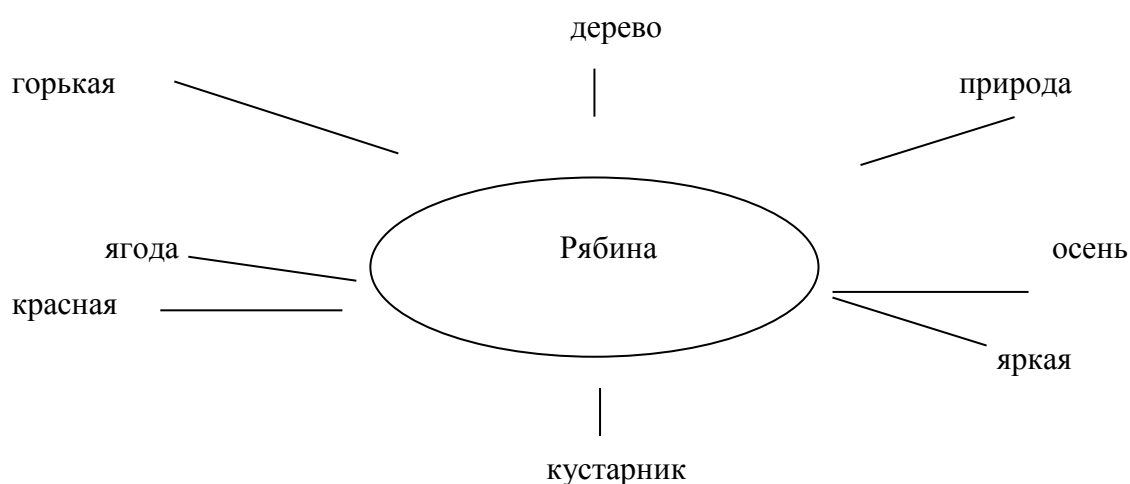 дерево
горькая
природа
Рябина
ягода
осень
красная
яркая
кустарник